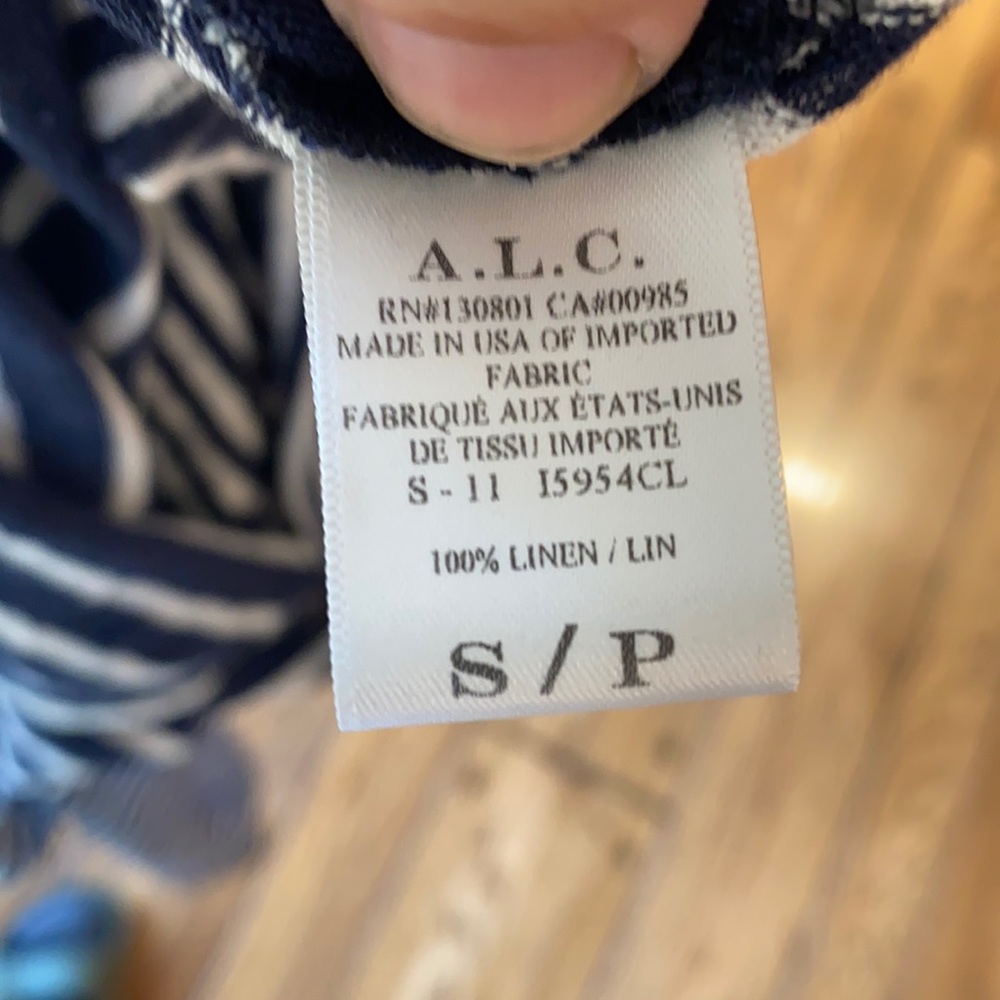 A.L.C.
RN#130801 CA#00985
MADE IN USA OF IMPORTED
FABRIC
FABRIQUÉ AUX ÉTATS-UNIS
DE TISSU IMPORTÉ
S - 11 I5954CL
100% LINEN / LIN
S / P